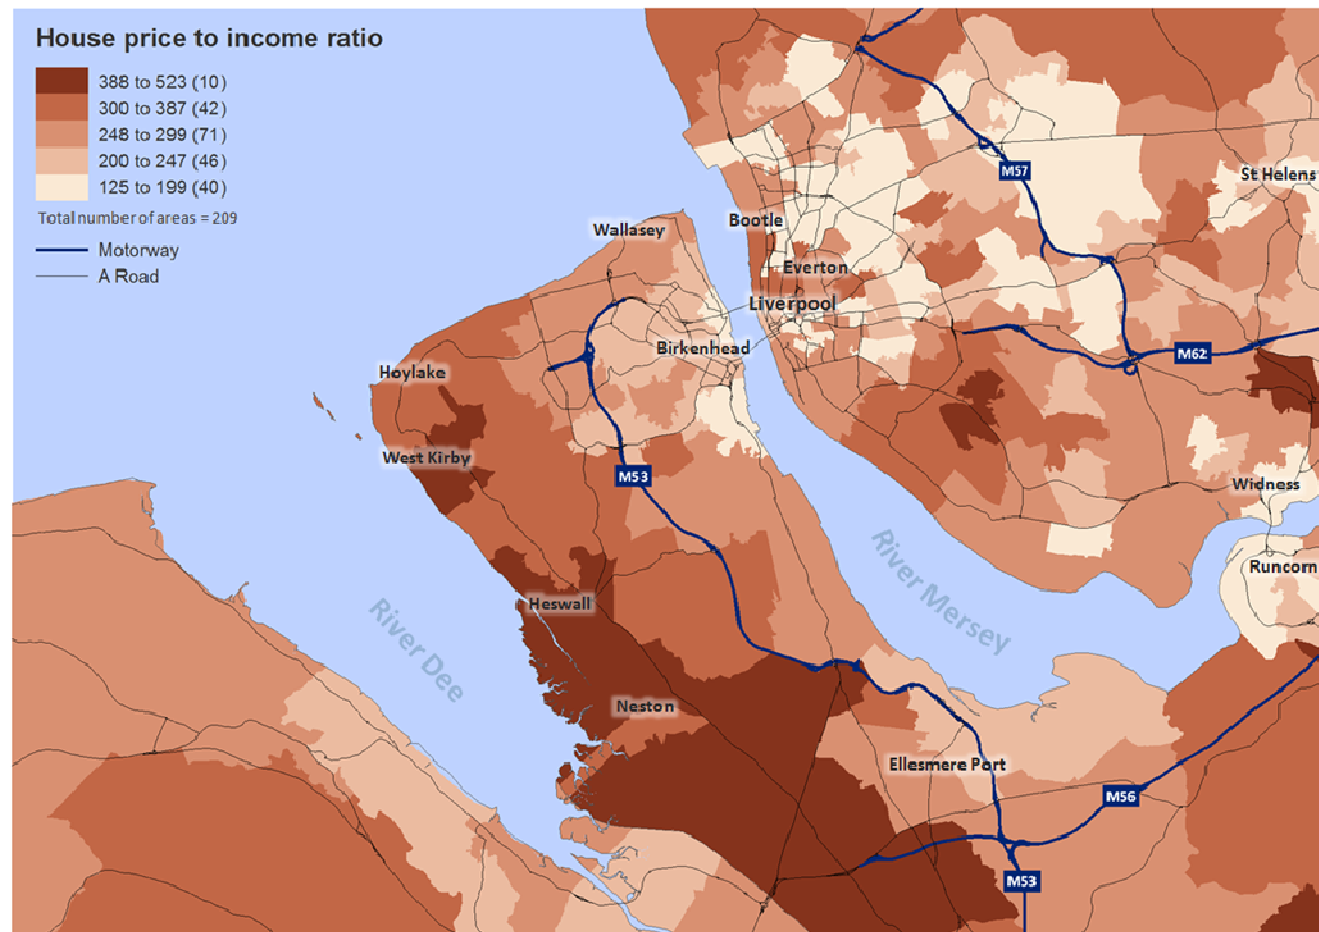 House price to income ratio
388 to 523 (10)
300 to 387 (42)
248 to 299 (71)
200 to 247 (46)
125 to 199 (40)
Total number of areas = 209
Motorway
A Road
M57
St Helens
Bootle
Wallasey
Everton
Liverpool
Birkenhead
M62
Hoylake
West Kirby
M53
Widness
River Mersey
Runcorn
Heswall
River Dee
Neston
Ellesmere Port
M56
M53